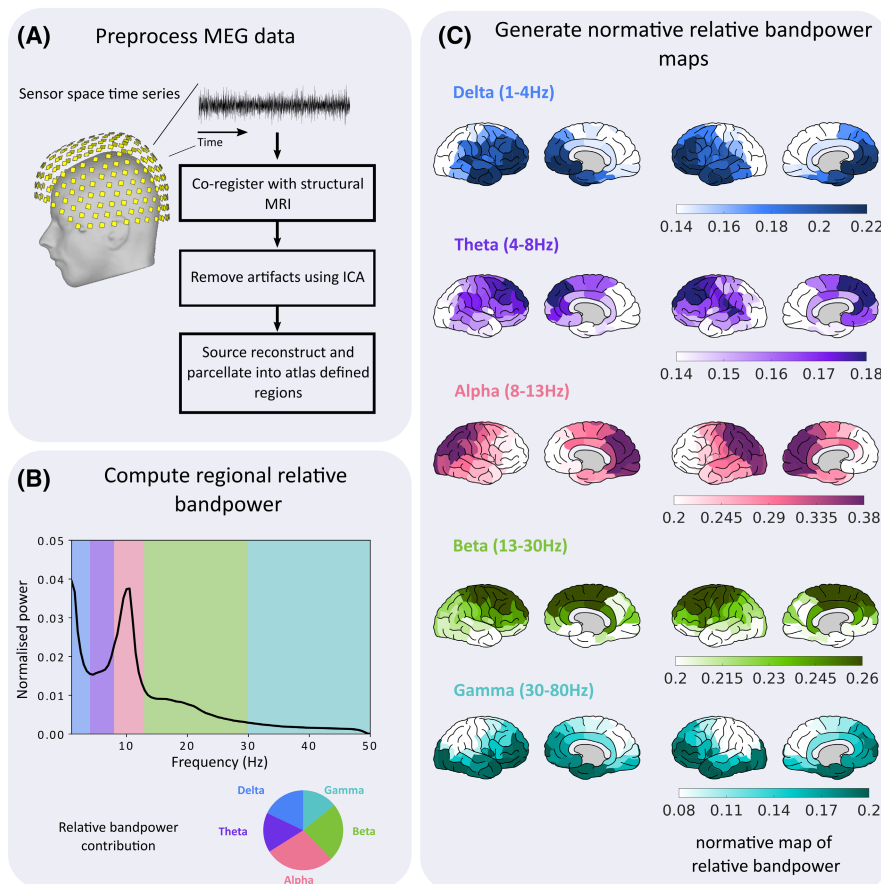 (A)
Preprocess MEG data
Sensor space time series
Time
Co-register with structural
MRI
Remove artifacts using ICA
Source reconstruct and
parcellate into atlas defined
regions
(B)
Compute regional relative
bandpower
Normalised power
0.05
0.04
0.03
0.02
0.01
0.00
10
20
30
40
50
Frequency (Hz)
Relative bandpower
contribution
Delta
Gamma
Theta
Beta
Alpha
(C)
Generate normative relative bandpower
maps
Delta (1-4Hz)
0.14 0.16 0.18 0.2 0.22
Theta (4-8Hz)
0.14 0.15 0.16 0.17 0.18
Alpha (8-13Hz)
0.2 0.245 0.29 0.335 0.38
Beta (13-30Hz)
0.2 0.215 0.23 0.245 0.26
Gamma (30-80Hz)
0.08 0.11 0.14 0.17 0.2
normative map of
relative bandpower